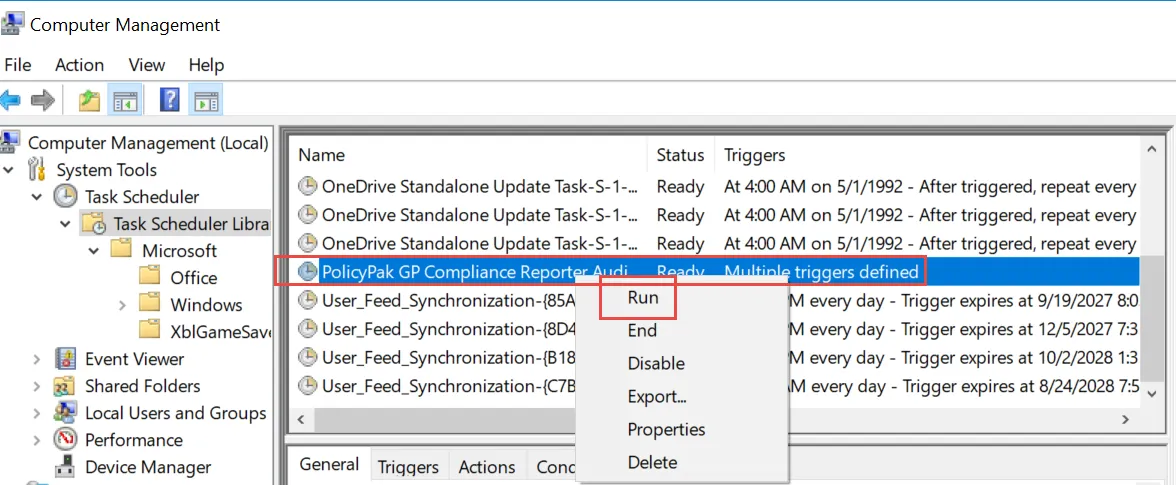 Computer Management
File Action View Help
Computer Management (Local)
System Tools
Task Scheduler
Task Scheduler Libra
Microsoft
Office
Windows
XblGameSave
Event Viewer
Shared Folders
Local Users and Groups
Performance
Device Manager
Name Status Triggers
OneDrive Standalone Update Task-S-1-... Ready At 4:00 AM on 5/1/1992 - After triggered, repeat every
OneDrive Standalone Update Task-S-1-... Ready At 4:00 AM on 5/1/1992 - After triggered, repeat every
OneDrive Standalone Update Task-S-1-... Ready At 4:00 AM on 5/1/1992 - After triggered, repeat every
PolicyPak GP Compliance Reporter Audi... Ready Multiple triggers defined
User_Feed_Synchronization-{85A M every day - Trigger expires at 9/19/2027 8:0
User_Feed_Synchronization-{8D4 M every day - Trigger expires at 12/5/2027 7:3
User_Feed_Synchronization-{B18 M every day - Trigger expires at 10/2/2028 1:3
User_Feed_Synchronization-{C7B M every day - Trigger expires at 8/24/2028 7:5
Run
End
Disable
Export...
Properties
Delete
General Triggers Actions Con